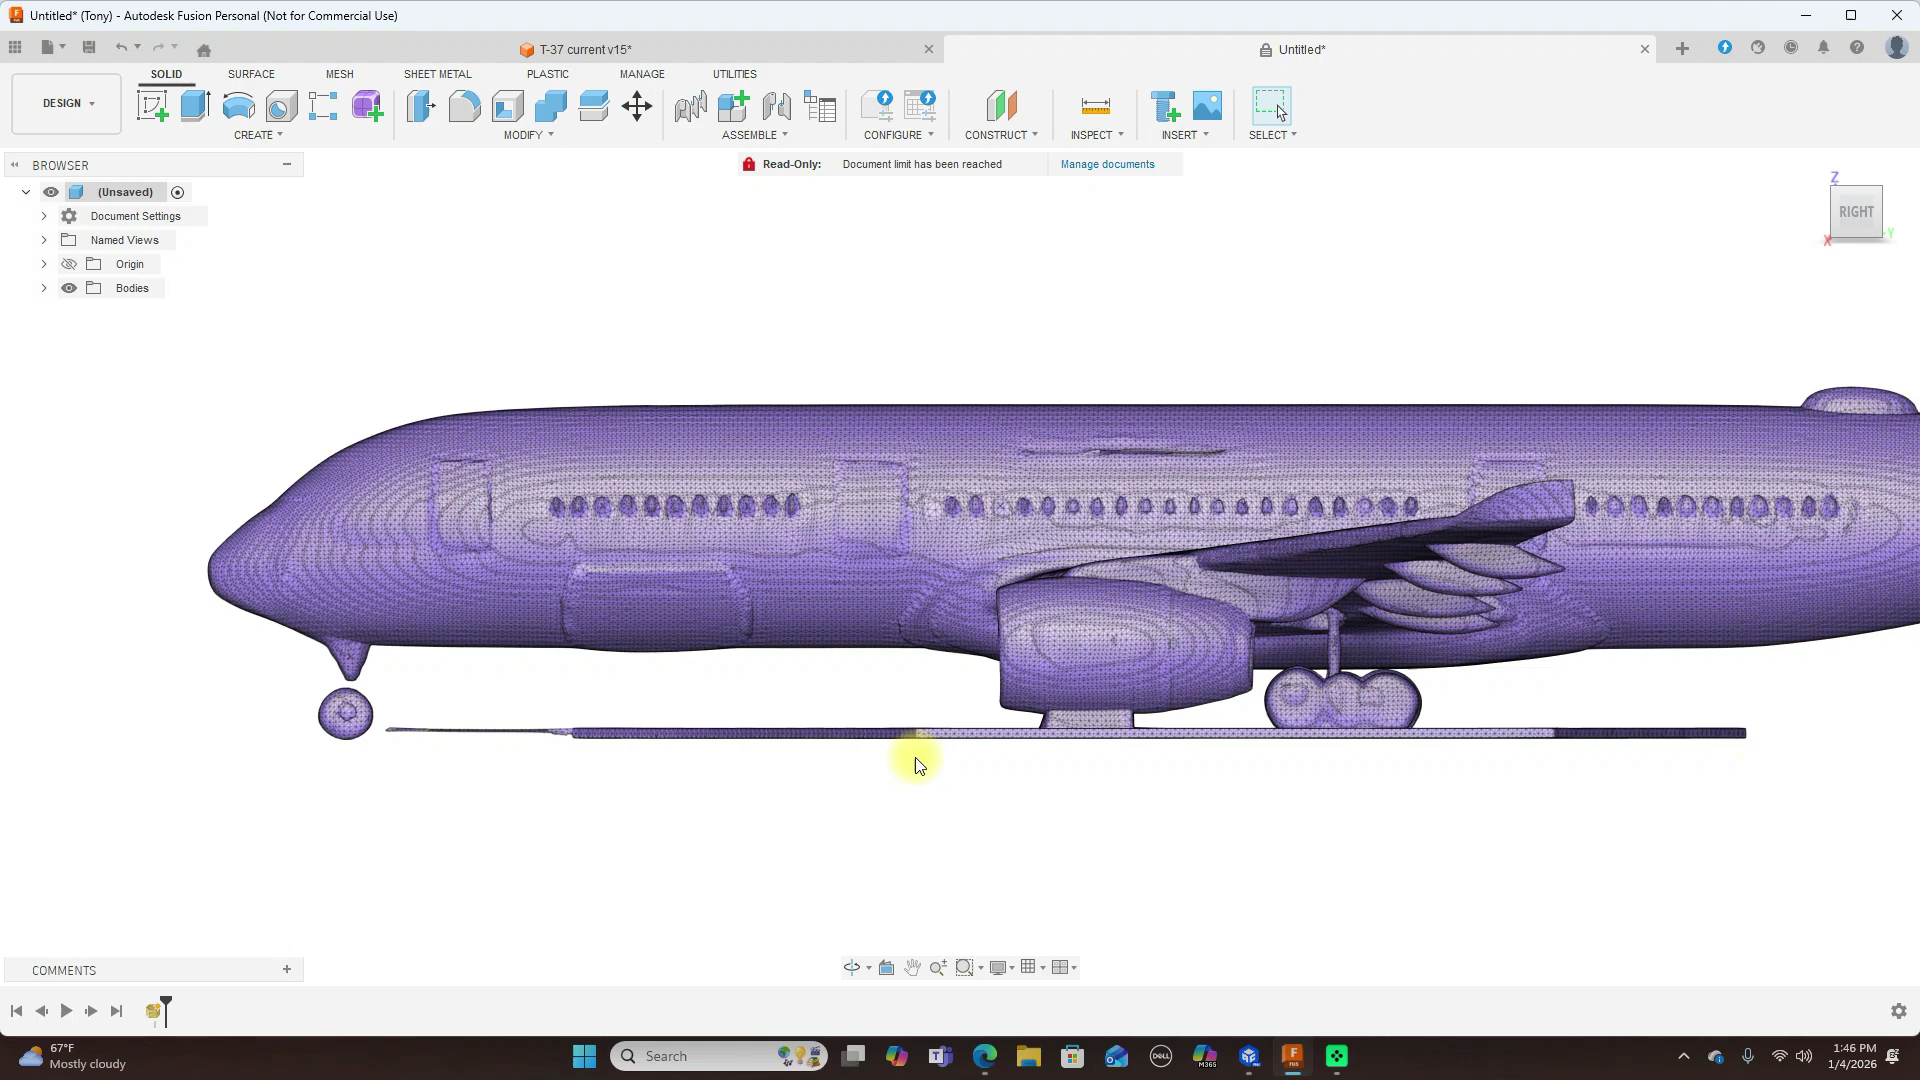 Untitled* (Tony) - Autodesk Fusion Personal (Not for Commercial Use)
T-37 current v15*
Untitled*
DESIGN
SOLID
SURFACE
MESH
SHEET METAL
PLASTIC
MANAGE
UTILITIES
CREATE
MODIFY
ASSEMBLE
CONFIGURE
CONSTRUCT
INSPECT
INSERT
SELECT
BROWSER
Read-Only: Document limit has been reached Manage documents
(Unsaved)
Document Settings
Named Views
Origin
Bodies
Z
RIGHT
X
Y
COMMENTS
67°F
Mostly cloudy
Search
DELL
M365
1:46 PM
1/4/2026